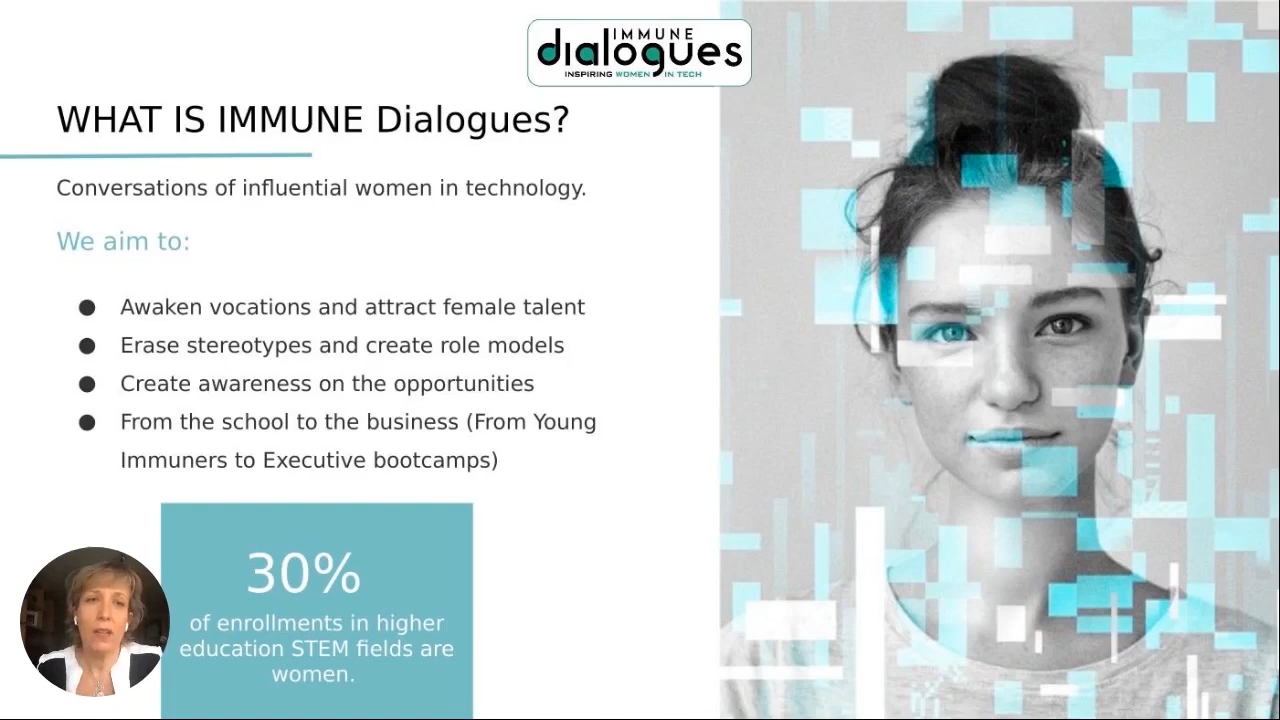 IMMUNE
dialogues
INSPIRING WOMEN IN TECH
WHAT IS IMMUNE Dialogues?
Conversations of influential women in technology.
We aim to:
● Awaken vocations and attract female talent
● Erase stereotypes and create role models
● Create awareness on the opportunities
● From the school to the business (From Young
Immuners to Executive bootcamps)
30%
of enrollments in higher
education STEM fields are
women.